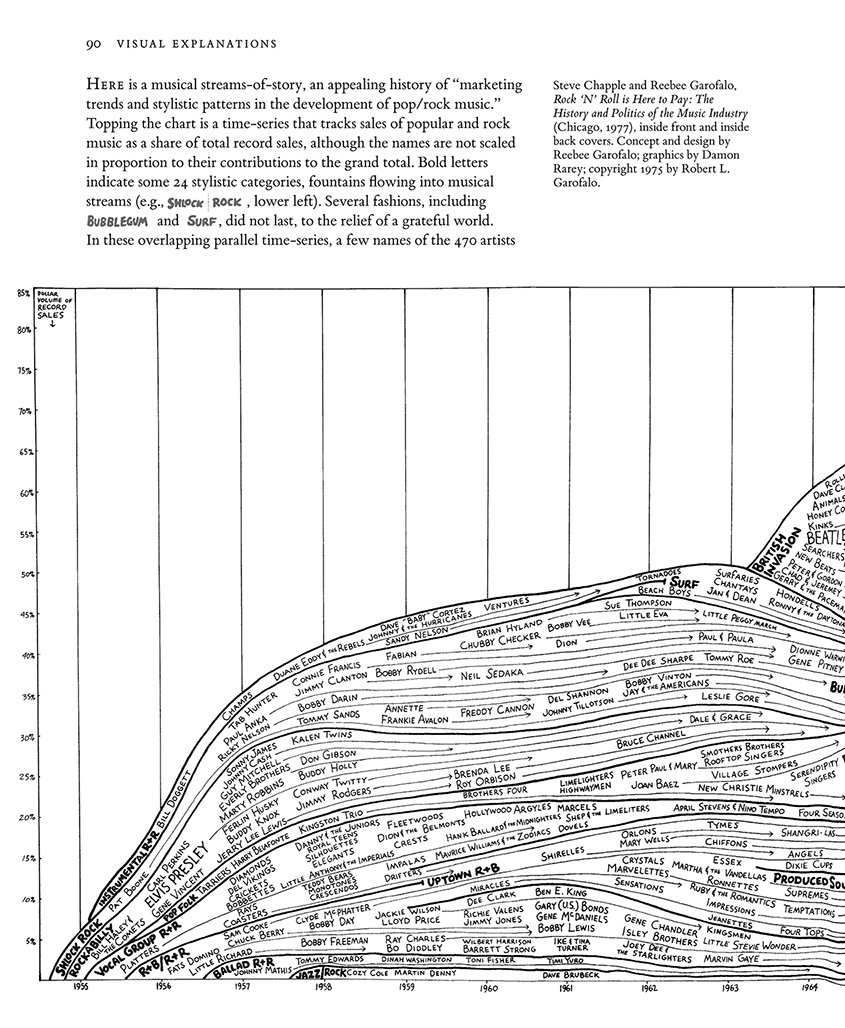 90 VISUAL EXPLANATIONS
HERE is a musical streams-of-story, an appealing history of “marketing
trends and stylistic patterns in the development of pop/rock music.”
Topping the chart is a time-series that tracks sales of popular and rock
music as a share of total record sales, although the names are not scaled
in proportion to their contributions to the grand total. Bold letters
indicate some 24 stylistic categories, fountains flowing into musical
streams (e.g., SHLOCK ROCK , lower left). Several fashions, including
BUBBLEGUM and SURF, did not last, to the relief of a grateful world.
In these overlapping parallel time-series, a few names of the 470 artists
Steve Chapple and Reebee Garofalo,
Rock ‘N’ Roll is Here to Pay: The
History and Politics of the Music Industry
(Chicago, 1977), inside front and inside
back covers. Concept and design by
Reebee Garofalo; graphics by Damon
Rarey; copyright 1975 by Robert L.
Garofalo.
DOLLAR
VOLUME OF
RECORD
SALES
85%
80%
75%
70%
65%
60%
55%
50%
45%
40%
35%
30%
25%
20%
15%
10%
5%
SHLOCK ROCK
PAT BOONE
TAB HUNTER
PAUL ANKA
RICKY NELSON
CONNIE FRANCIS
JIMMY CLANTON
BOBBY DARIN
TOMMY SANDS
FABIAN
BOBBY RYDELL
ANNETTE
FRANKIE AVALON
NEIL SEDAKA
FREDDY CANNON
BRIAN HYLAND
CHUBBY CHECKER
BOBBY VEE
DION
DEL SHANNON
JOHNNY TILLOTSON
SUE THOMPSON
LITTLE EVA
DEE DEE SHARPE
BOBBY VINTON
JAY & THE AMERICANS
LITTLE PEGGY MARCH
PAUL & PAULA
TOMMY ROE
LESLIE GORE
DALE & GRACE
DIONNE WARW
GENE PITNEY
BU
INSTRUMENTAL R+R
BILL DOGGETT
CHAMPS
DUANE EDDY & THE REBELS
DAVE "BABY" CORTEZ
JOHNNY & THE HURRICANES
SANDY NELSON
VENTURES
TORNADOES
SURF
BEACH BOYS
SURFARIES
CHANTAYS
JAN & DEAN
HONDELLS
RONNY & THE DAYTONA
BRITISH INVASION
ROLL
DAVE CL
ANIMALS
HONEY CO
KINKS
BEATL
SEARCHERS
NEW BEATS
PETER & GORDON
CHAD & JEREMEY
GERRY & THE PACEMA
ROCKABILLY
BILL HALEY & THE COMETS
CARL PERKINS
ELVIS PRESLEY
GENE VINCENT
SONNY JAMES
JOHNNY CASH
GUY MITCHELL
EVERLY BROTHERS
MARTY ROBBINS
FERLIN HUSKY
BUDDY KNOX
JERRY LEE LEWIS
KALEN TWINS
DON GIBSON
BUDDY HOLLY
CONWAY TWITTY
JIMMY RODGERS
BRENDA LEE
ROY ORBISON
BRUCE CHANNEL
POP FOLK
TARRIERS
HARRY BELAFONTE
KINGSTON TRIO
BROTHERS FOUR
LIMELIGHTERS
HIGHWAYMEN
PETER PAUL & MARY
JOAN BAEZ
SMOTHERS BROTHERS
ROOFTOP SINGERS
VILLAGE STOMPERS
NEW CHRISTIE MINSTRELS
SERENDIPITY SINGERS
VOCAL GROUP R+R
PLATTERS
DIAMONDS
DEL VIKINGS
CRICKETS
BOBBETTES
RAYS
COASTERS
DANNY & THE JUNIORS
ROYAL TEENS
SILHOUETTES
ELEGANTS
LITTLE ANTHONY & THE IMPERIALS
TEDDY BEARS
MONOTONES
CRESCENDOS
FLEETWOODS
DION & THE BELMONTS
CRESTS
IMPALAS
DRIFTERS
HOLLYWOOD ARGYLES
HANK BALLARD & THE MIDNIGHTERS
MAURICE WILLIAMS & THE ZODIACS
MARCELS
SHEP & THE LIMELITERS
DOVELS
APRIL STEVENS & NINO TEMPO
FOUR SEASO
UPTOWN R+B
SHIRELLES
ORLONS
MARY WELLS
CRYSTALS
MARVELETTES
SENSATIONS
TYMES
CHIFFONS
ESSEX
MARTHA & THE VANDELLAS
RONNETTES
RUBY & THE ROMANTICS
IMPRESSIONS
JEANETTES
KINGSMEN
SHANGRI-LAS
ANGELS
DIXIE CUPS
PRODUCED SOU
SUPREMES
TEMPTATIONS
FOUR TOPS
R+B/R+R
FATS DOMINO
LITTLE RICHARD
SAM COOKE
CHUCK BERRY
CLYDE McPHATTER
BOBBY DAY
BOBBY FREEMAN
JACKIE WILSON
LLOYD PRICE
RAY CHARLES
BO DIDDLEY
MIRACLES
DEE CLARK
RICHIE VALENS
JIMMY JONES
WILBERT HARRISON
BARRETT STRONG
BEN E. KING
GARY (U.S.) BONDS
GENE McDANIELS
BOBBY LEWIS
IKE & TINA TURNER
GENE CHANDLER
ISLEY BROTHERS
JOEY DEE & THE STARLIGHTERS
LITTLE STEVIE WONDER
MARVIN GAYE
BALLAD R+R
JOHNNY MATHIS
TOMMY EDWARDS
DINAH WASHINGTON
TONI FISHER
TIMI YURO
JAZZ/ROCK
COZY COLE
MARTIN DENNY
DAVE BRUBECK
1955 1956 1957 1958 1959 1960 1961 1962 1963 1964